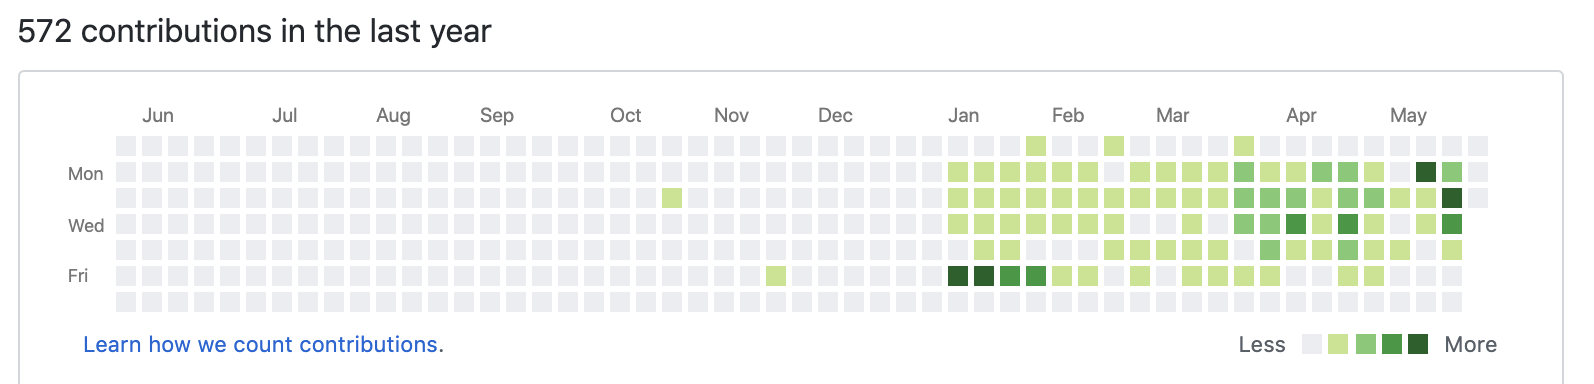 572 contributions in the last year
Jun Jul Aug Sep Oct Nov Dec Jan Feb Mar Apr May
Mon
Wed
Fri
Learn how we count contributions.
Less More